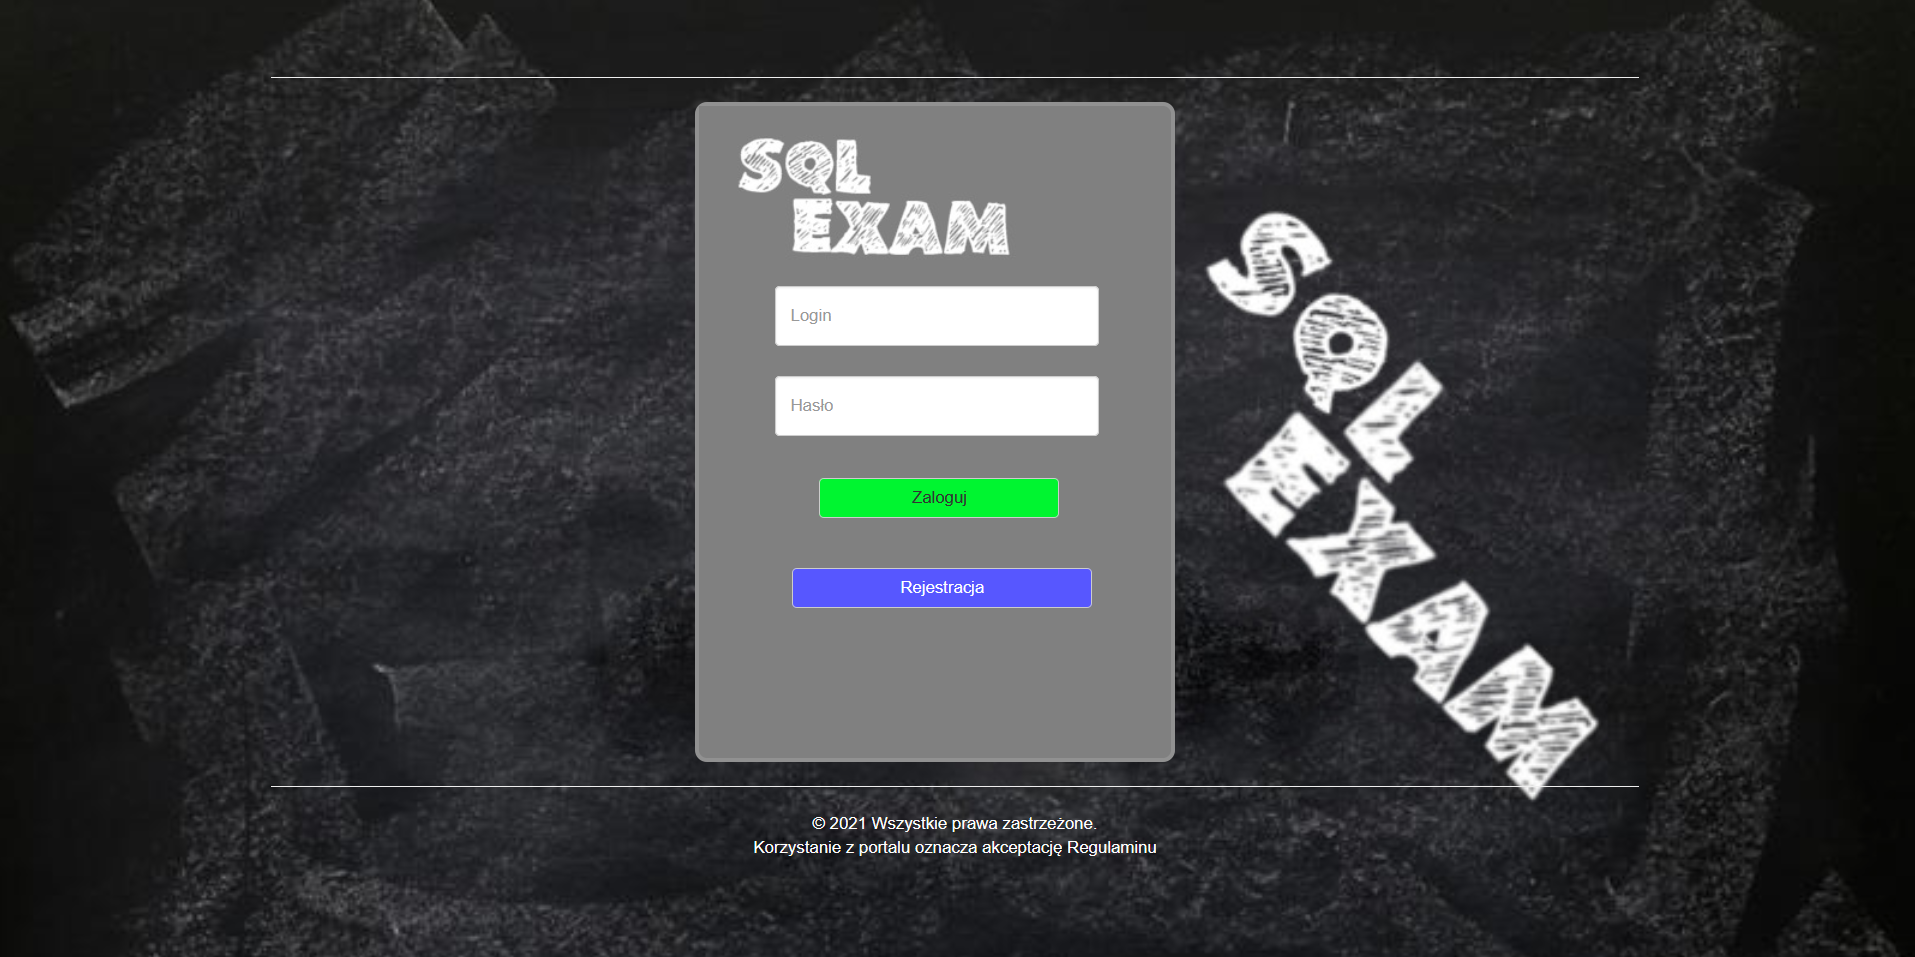 SQL
EXAM
Login
Hasło
Zaloguj
Rejestracja
SQL
EXAM
© 2021 Wszystkie prawa zastrzeżone.
Korzystanie z portalu oznacza akceptację Regulaminu